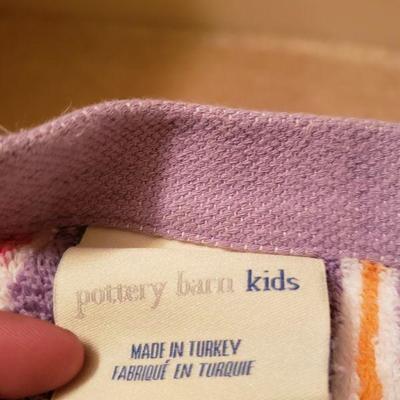 pottery barn kids
MADE IN TURKEY
FABRIQUÉ EN TURQUIE